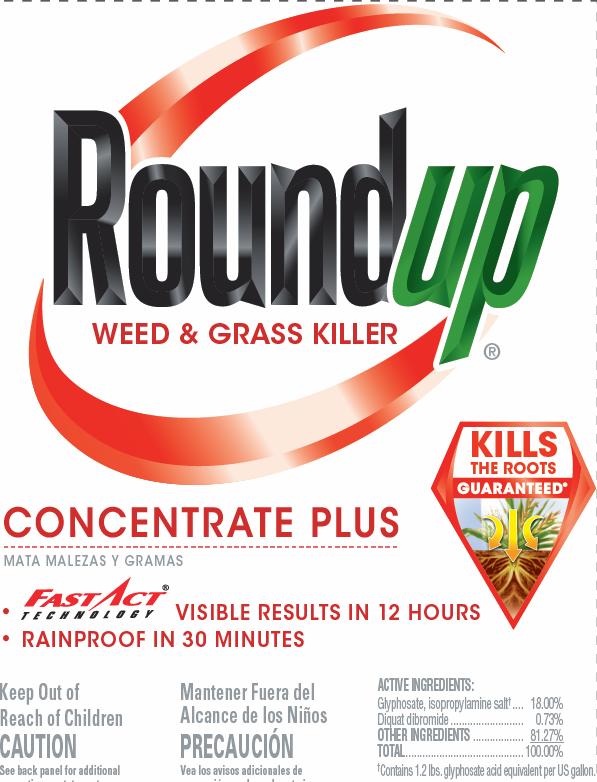 Roundup
WEED & GRASS KILLER
®
KILLS
THE ROOTS
GUARANTEED*
CONCENTRATE PLUS
MATA MALEZAS Y GRAMAS
• FAST ACT® TECHNOLOGY VISIBLE RESULTS IN 12 HOURS
• RAINPROOF IN 30 MINUTES
Keep Out of
Reach of Children
CAUTION
See back panel for additional
Mantener Fuera del
Alcance de los Niños
PRECAUCIÓN
Vea los avisos adicionales de
ACTIVE INGREDIENTS:
Glyphosate, isopropylamine salt†.... 18.00%
Diquat dibromide ........................ 0.73%
OTHER INGREDIENTS ................. 81.27%
TOTAL........................................ 100.00%
†Contains 1.2 lbs. glyphosate acid equivalent per US gallon